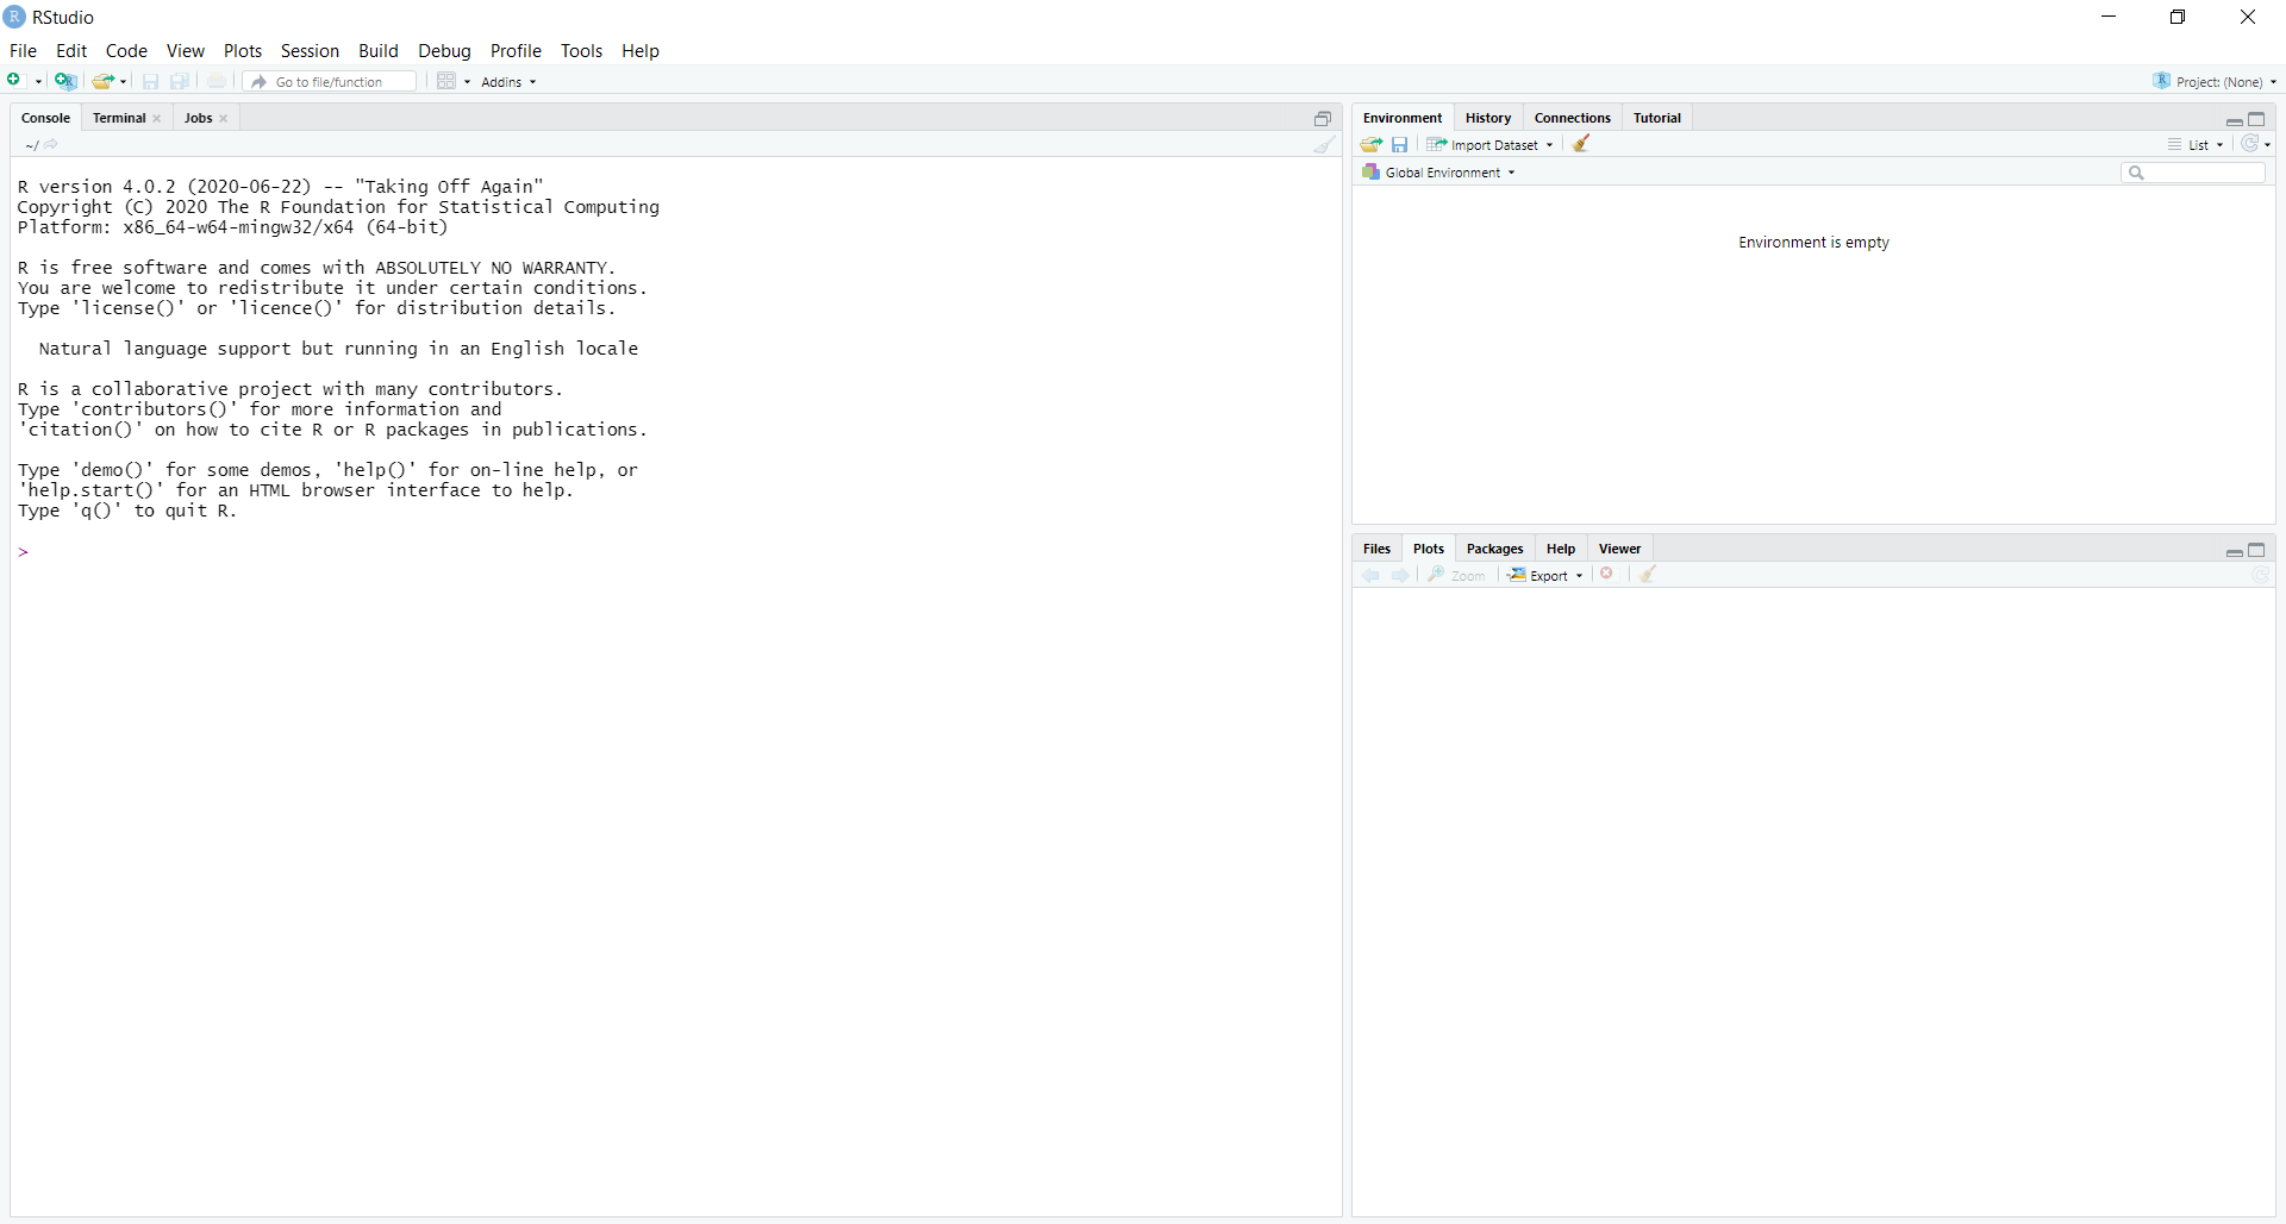 RStudio
File Edit Code View Plots Session Build Debug Profile Tools Help
Go to file/function Addins Project: (None)
Console Terminal Jobs
~/
R version 4.0.2 (2020-06-22) -- "Taking Off Again"
Copyright (C) 2020 The R Foundation for Statistical Computing
Platform: x86_64-w64-mingw32/x64 (64-bit)
R is free software and comes with ABSOLUTELY NO WARRANTY.
You are welcome to redistribute it under certain conditions.
Type 'license()' or 'licence()' for distribution details.
Natural language support but running in an English locale
R is a collaborative project with many contributors.
Type 'contributors()' for more information and
'citation()' on how to cite R or R packages in publications.
Type 'demo()' for some demos, 'help()' for on-line help, or
'help.start()' for an HTML browser interface to help.
Type 'q()' to quit R.
>
Environment History Connections Tutorial
Import Dataset List
Global Environment
Environment is empty
Files Plots Packages Help Viewer
Zoom Export